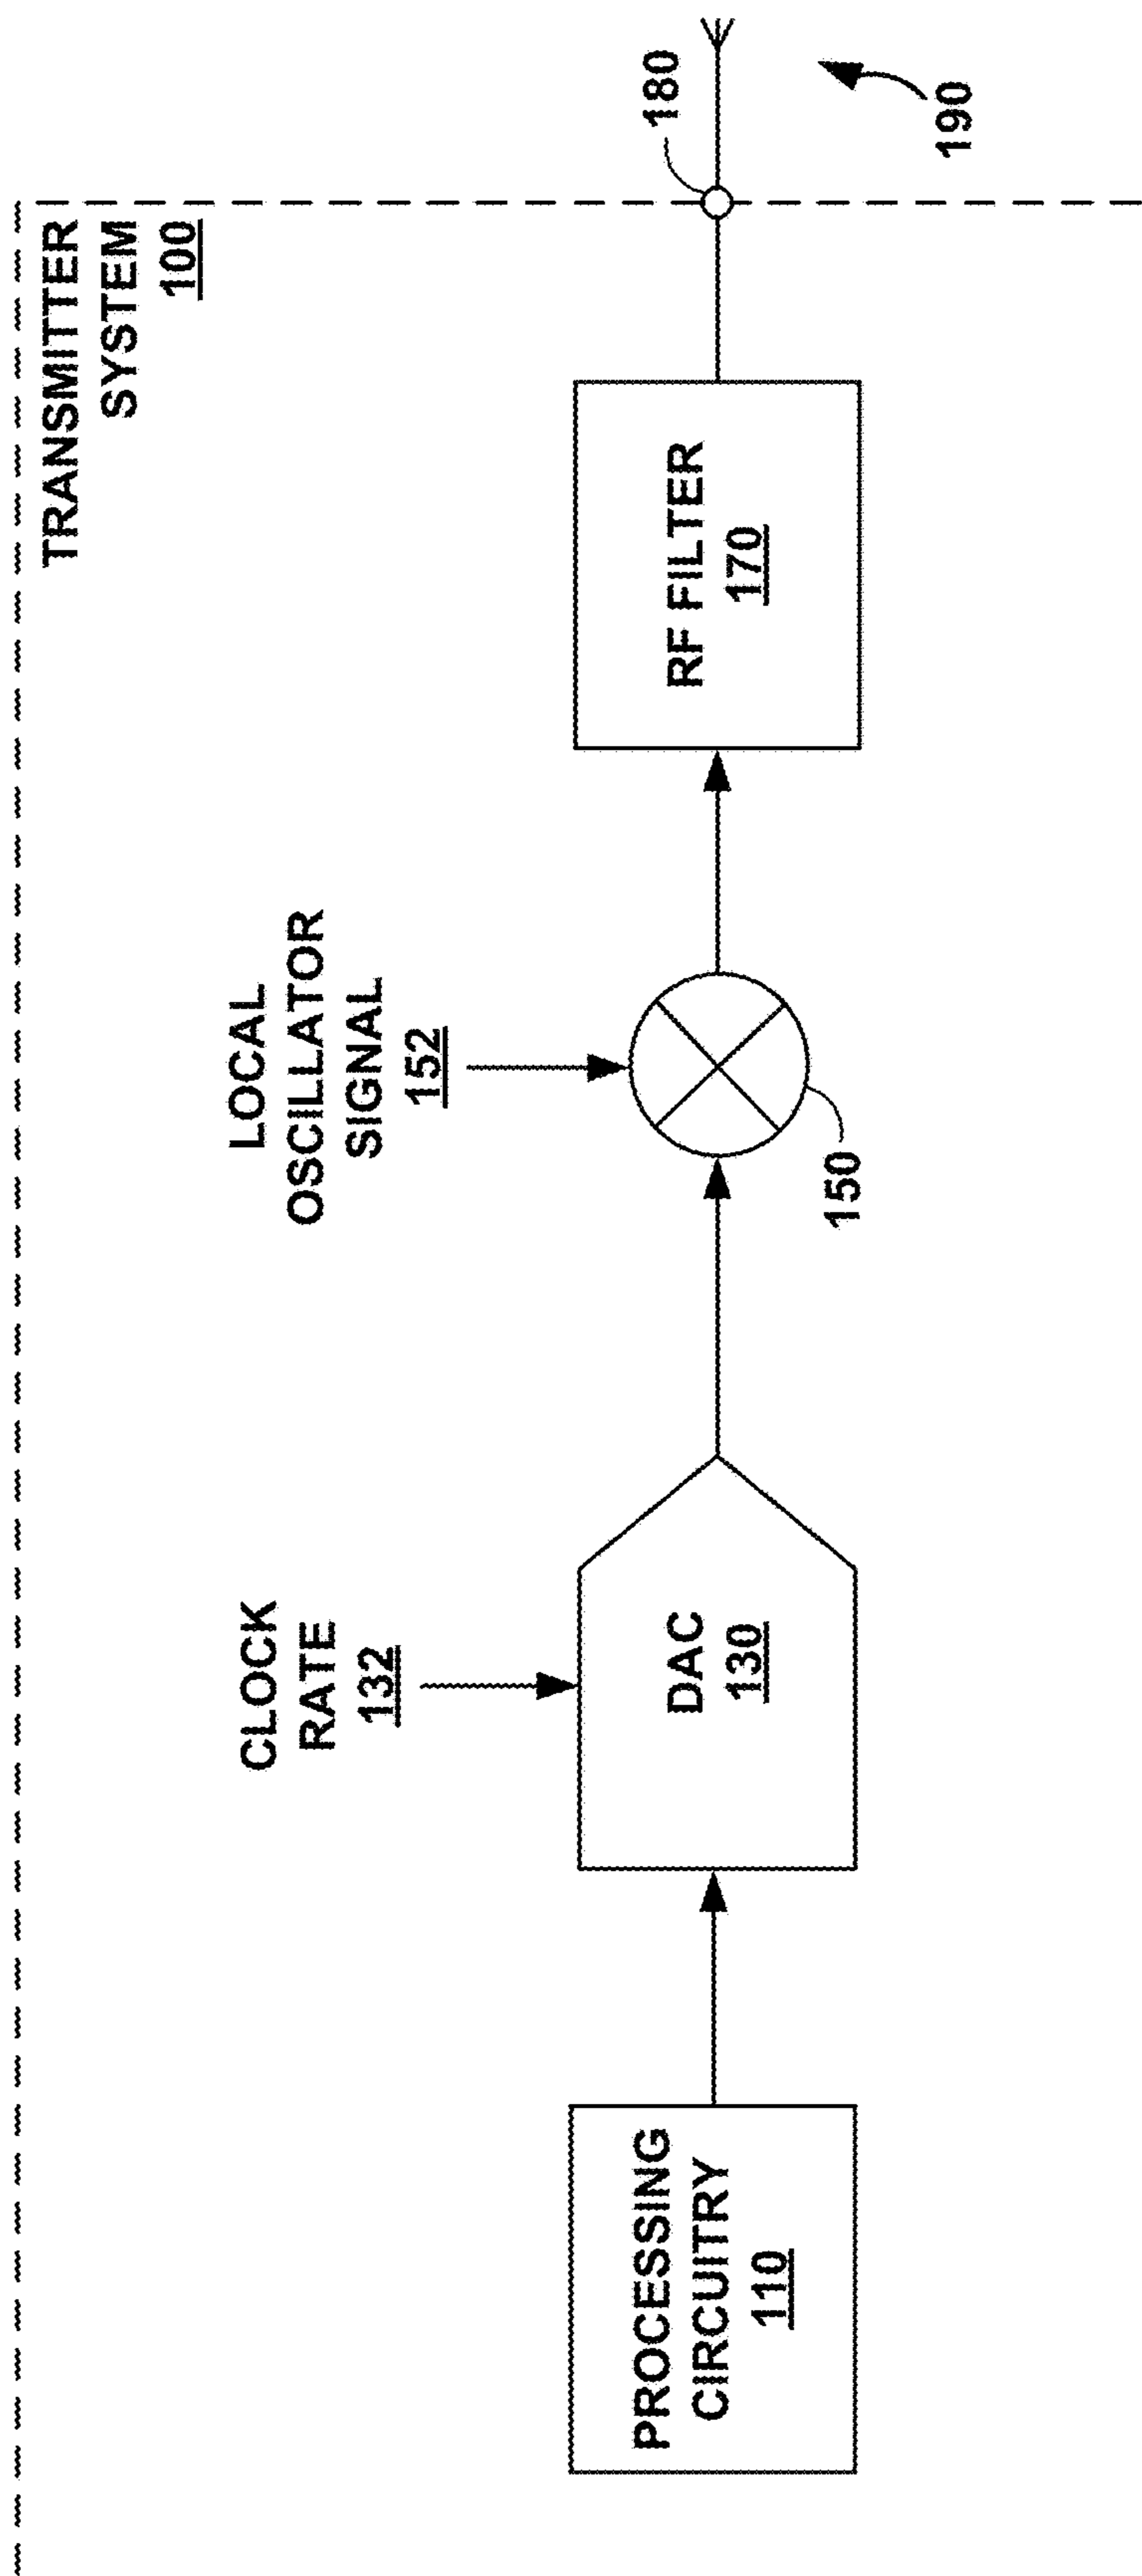 TRANSMITTER
SYSTEM
100
180
190
CLOCK
RATE
132
LOCAL
OSCILLATOR
SIGNAL
152
PROCESSING
CIRCUITRY
110
DAC
130
150
RF FILTER
170